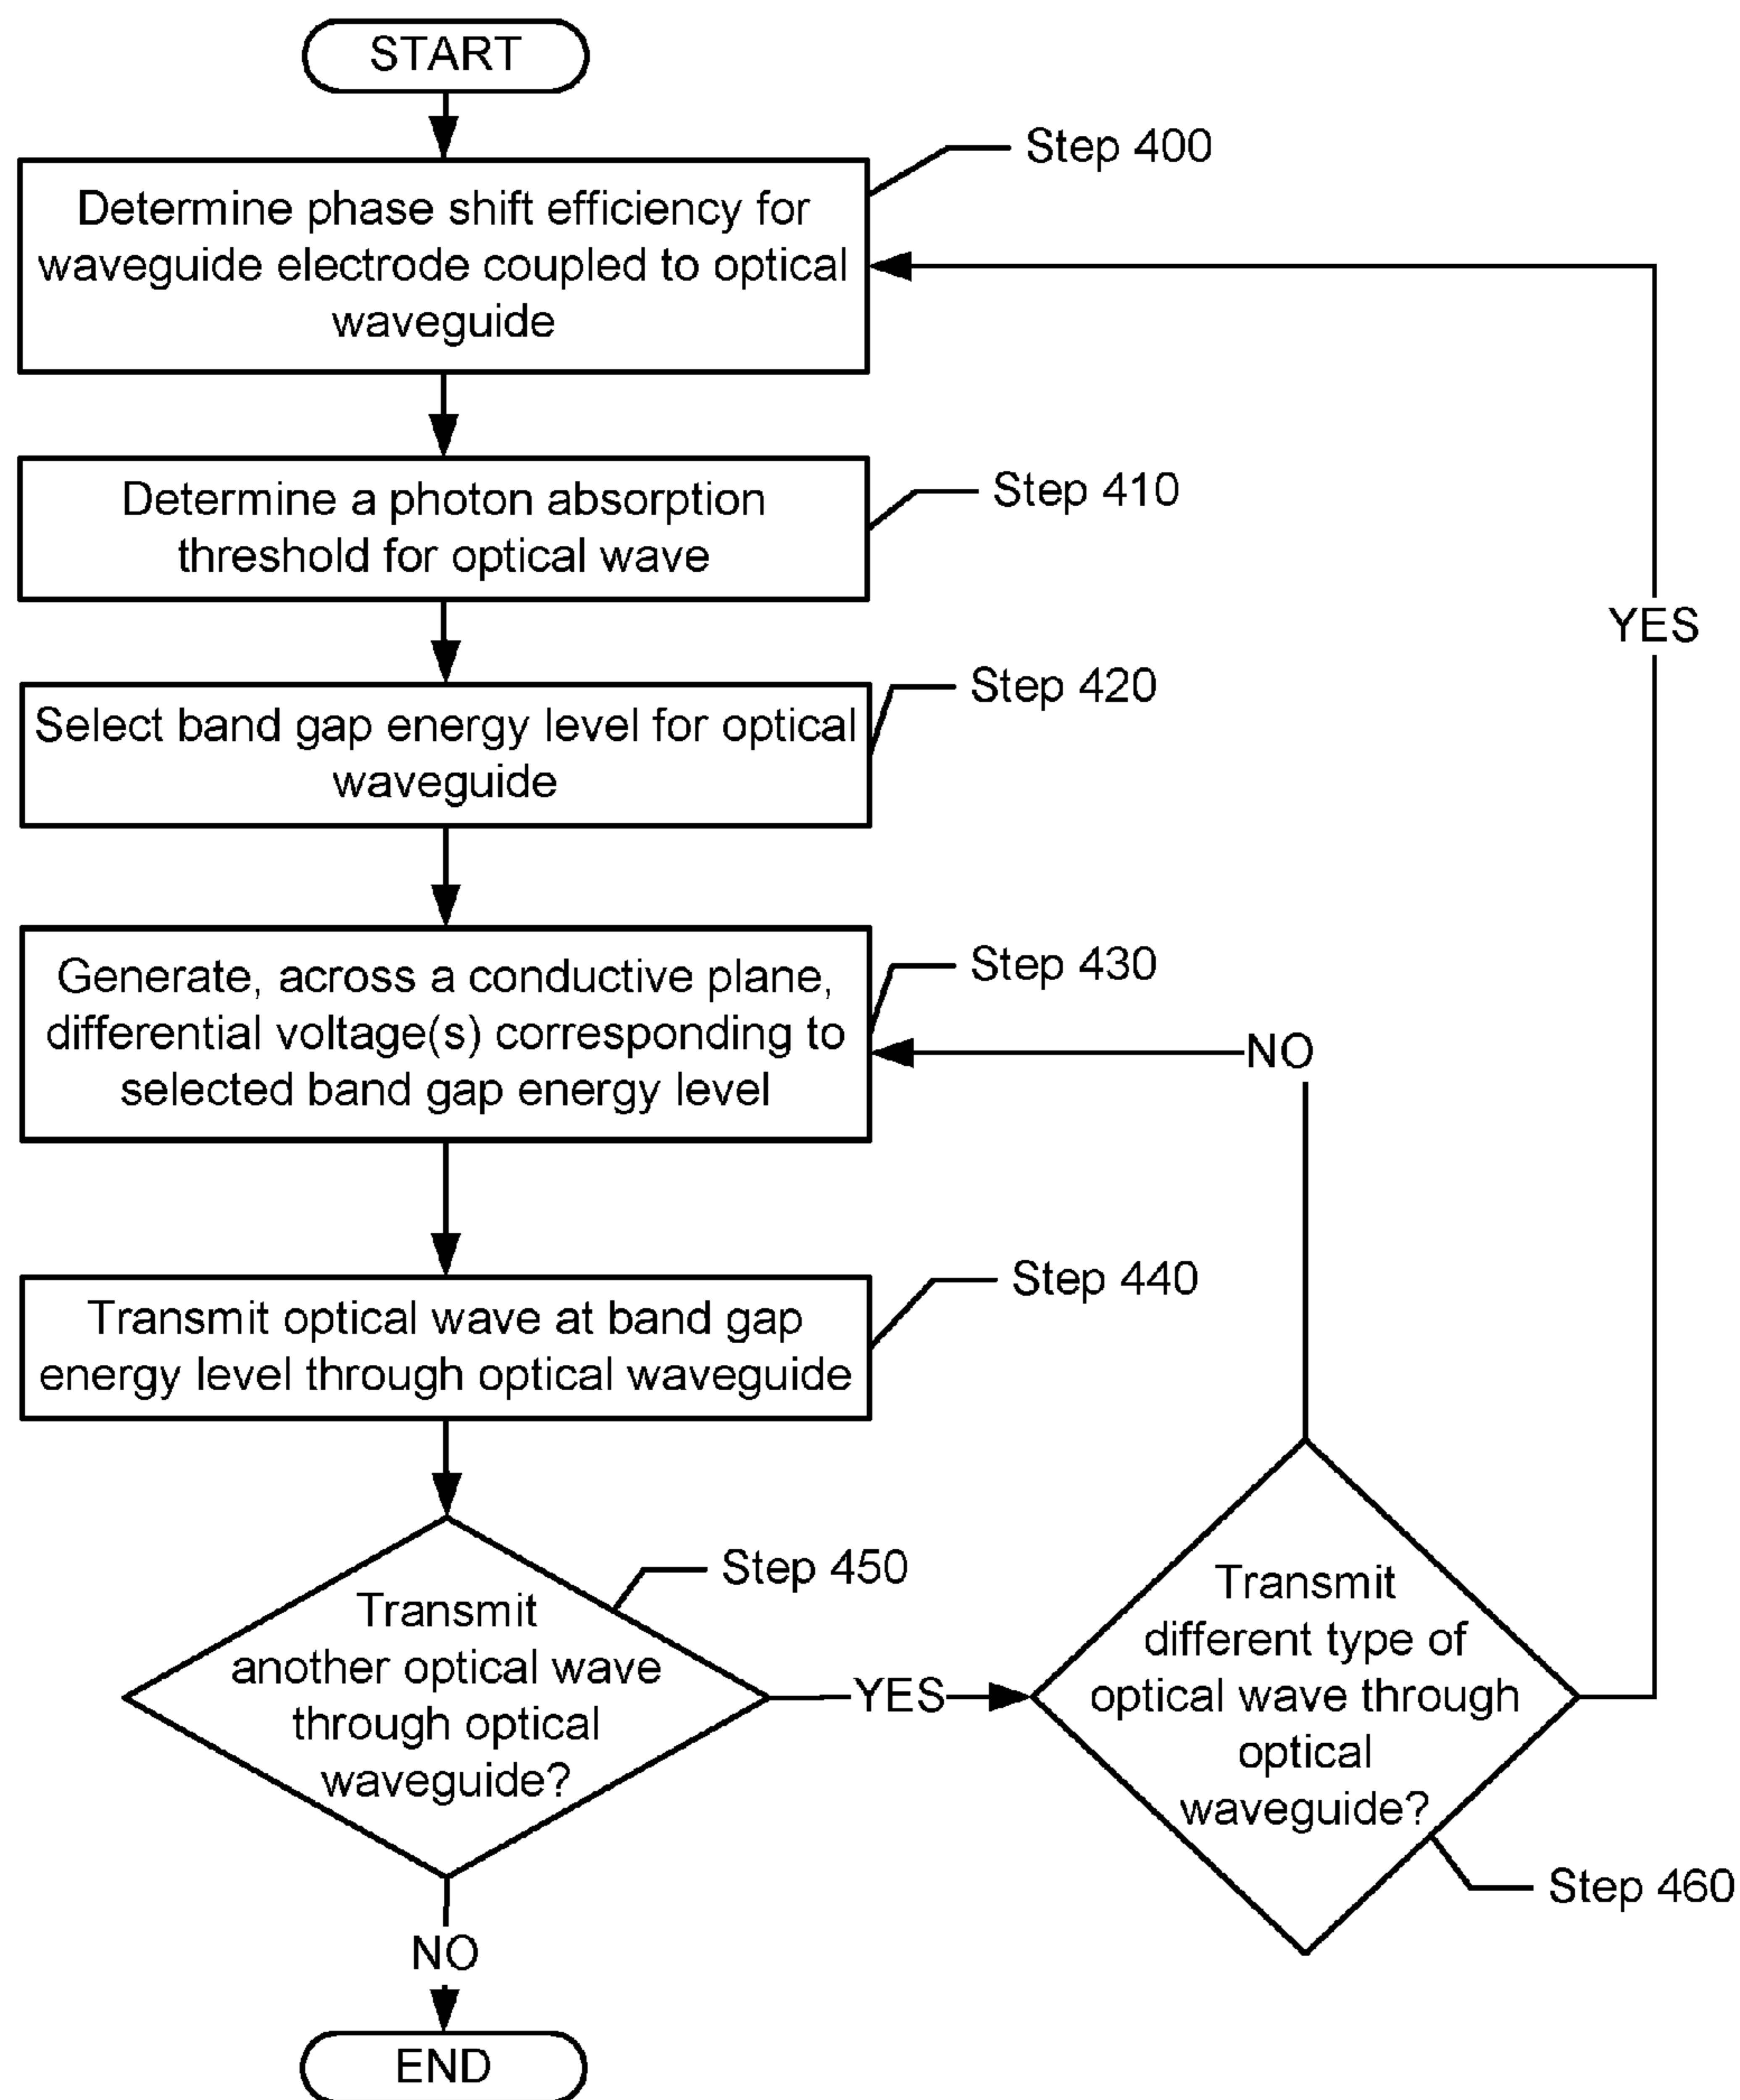 START
Step 400
Determine phase shift efficiency for
waveguide electrode coupled to optical
waveguide
Step 410
Determine a photon absorption
threshold for optical wave
YES
Step 420
Select band gap energy level for optical
waveguide
Step 430
Generate, across a conductive plane,
differential voltage(s) corresponding to
selected band gap energy level
NO
Step 440
Transmit optical wave at band gap
energy level through optical waveguide
Step 450
Transmit
another optical wave
through optical
waveguide?
YES
Transmit
different type of
optical wave through
optical
waveguide?
Step 460
NO
END